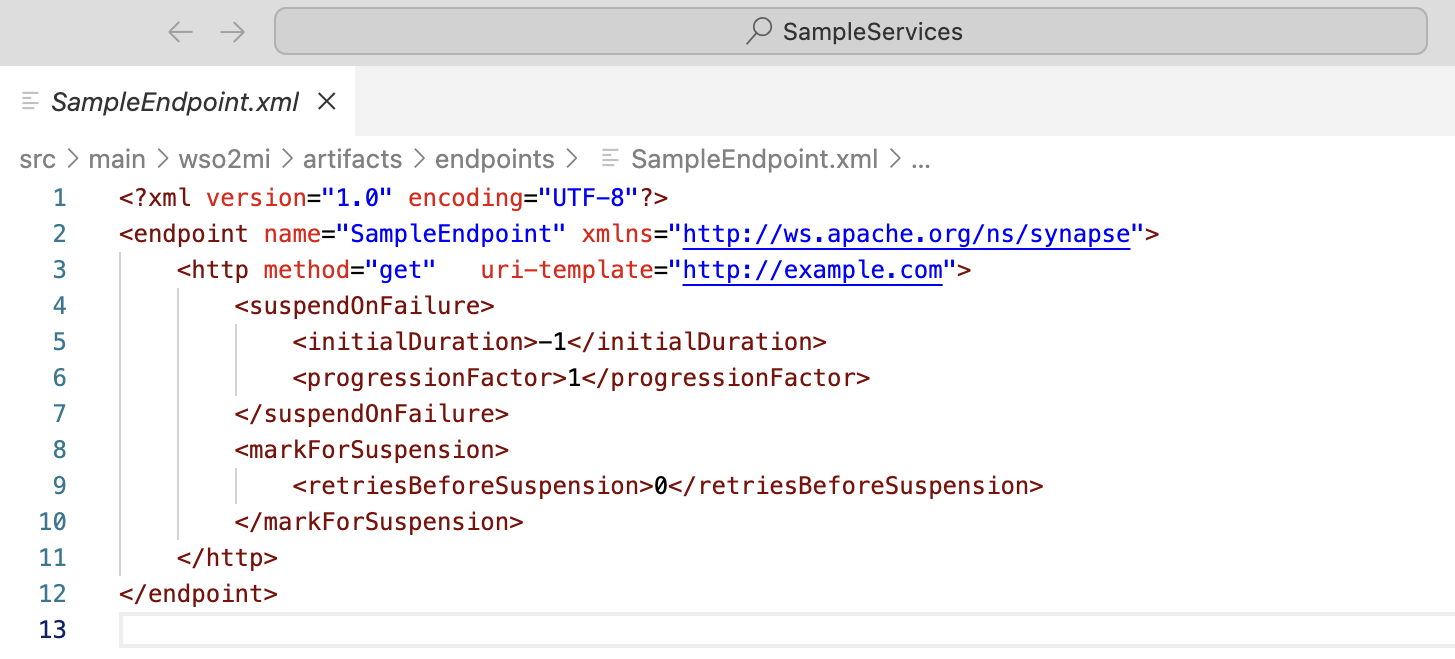 SampleServices
SampleEndpoint.xml
src > main > wso2mi > artifacts > endpoints > SampleEndpoint.xml > ...
1 <?xml version="1.0" encoding="UTF-8"?>
2 <endpoint name="SampleEndpoint" xmlns="http://ws.apache.org/ns/synapse">
3     <http method="get"   uri-template="http://example.com">
4         <suspendOnFailure>
5             <initialDuration>-1</initialDuration>
6             <progressionFactor>1</progressionFactor>
7         </suspendOnFailure>
8         <markForSuspension>
9             <retriesBeforeSuspension>0</retriesBeforeSuspension>
10         </markForSuspension>
11     </http>
12 </endpoint>
13